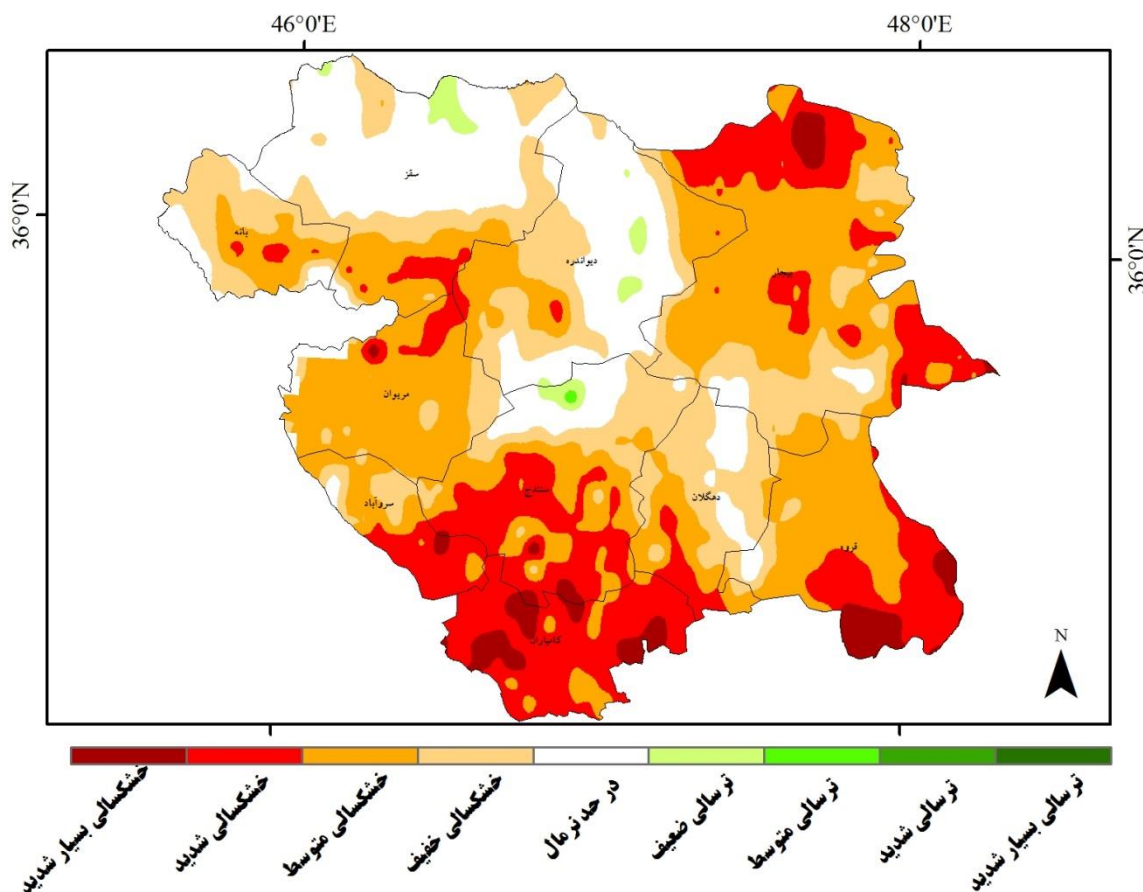 46°0'E
48°0'E
36°0'N
36°0'N
سقز
بانه
دیواندره
بیجار
مریوان
سنندج
دهگلان
سروآباد
قروه
کامیاران
N
خشکسالی بسیار شدید
خشکسالی شدید
خشکسالی متوسط
خشکسالی خفیف
در حد نرمال
ترسالی ضعیف
ترسالی متوسط
ترسالی شدید
ترسالی بسیار شدید